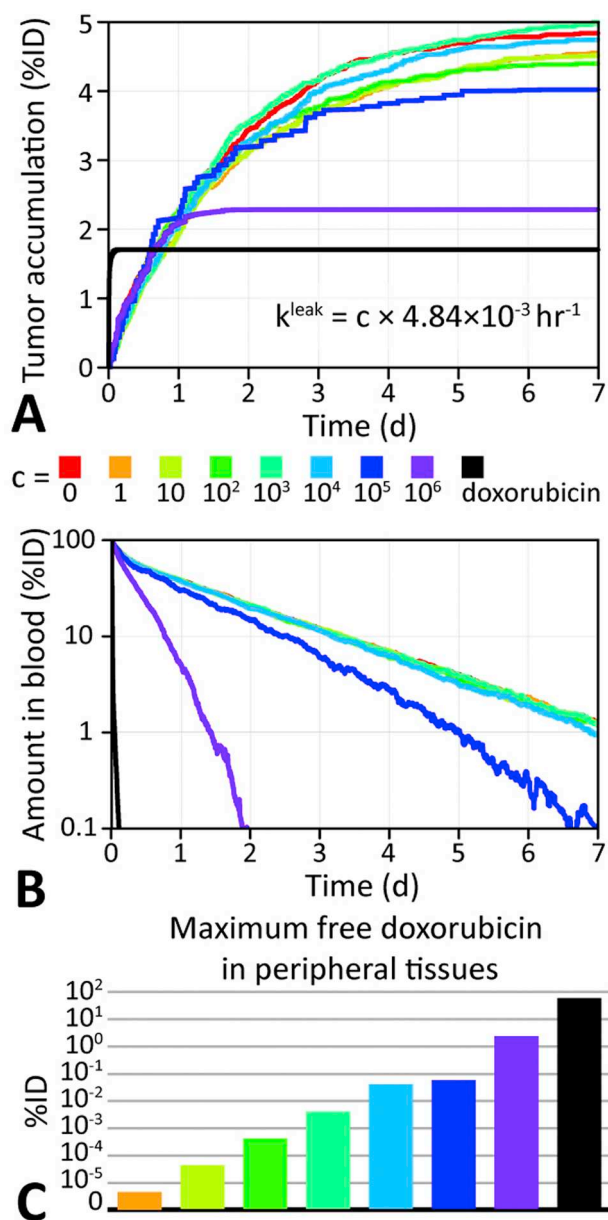 5
4
3
2
1
0
Tumor accumulation (%ID)
k^leak = c × 4.84×10⁻³ hr⁻¹
0 1 2 3 4 5 6 7
Time (d)
A
c =
0 1 10 10² 10³ 10⁴ 10⁵ 10⁶ doxorubicin
100
10
1
0.1
Amount in blood (%ID)
0 1 2 3 4 5 6 7
Time (d)
B
Maximum free doxorubicin
in peripheral tissues
10²
10¹
10⁰
10⁻¹
10⁻²
10⁻³
10⁻⁴
10⁻⁵
0
%ID
C